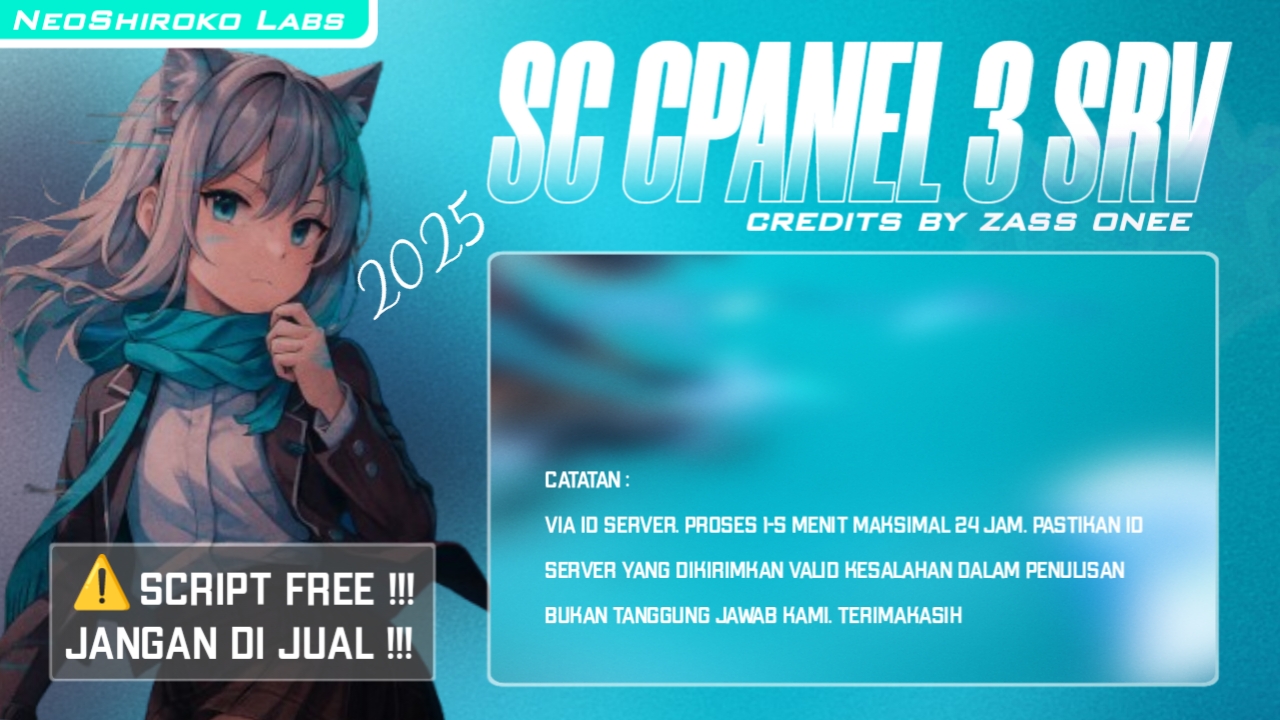 NeoShiroko Labs
SC CPANEL 3 SRV
CREDITS BY ZASS ONEE
2025
CATATAN :
VIA ID SERVER. PROSES 1-5 MENIT MAKSIMAL 24 JAM. PASTIKAN ID
SERVER YANG DIKIRIMKAN VALID KESALAHAN DALAM PENULISAN
BUKAN TANGGUNG JAWAB KAMI. TERIMAKASIH
⚠️ SCRIPT FREE !!!
JANGAN DI JUAL !!!